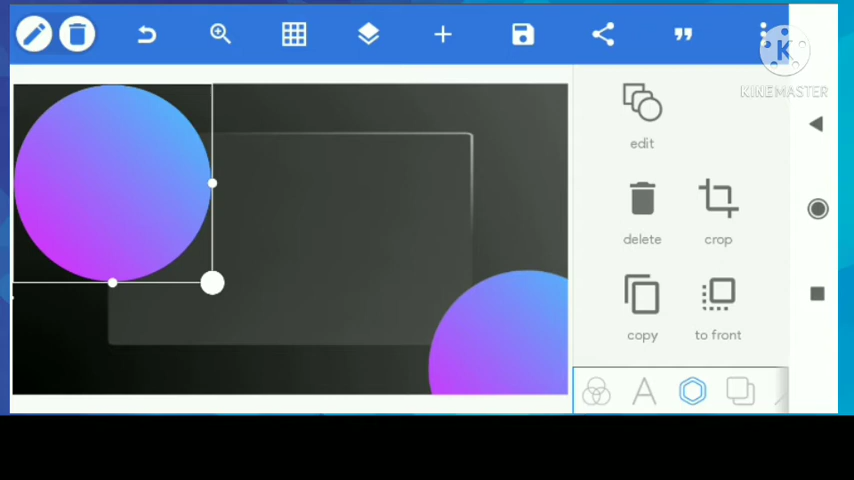 K
KINEMASTER
edit
delete
crop
copy
to front
A